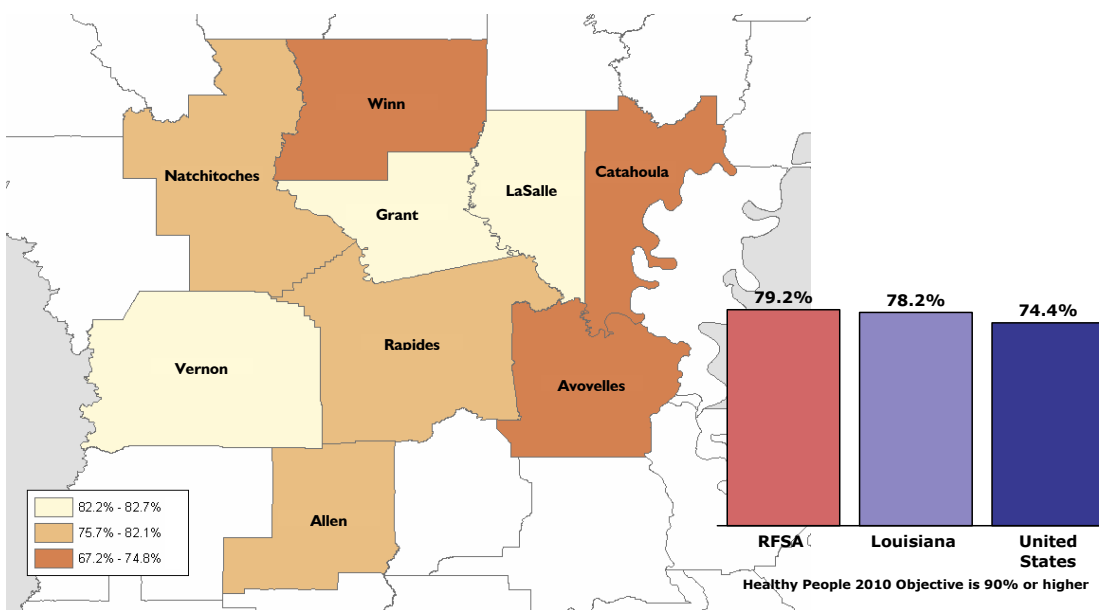 Winn
Natchitoches
Catahoula
LaSalle
Grant
Rapides
Vernon
Avovelles
Allen
82.2% - 82.7%
75.7% - 82.1%
67.2% - 74.8%
79.2%
78.2%
74.4%
RFSA
Louisiana
United
States
Healthy People 2010 Objective is 90% or higher